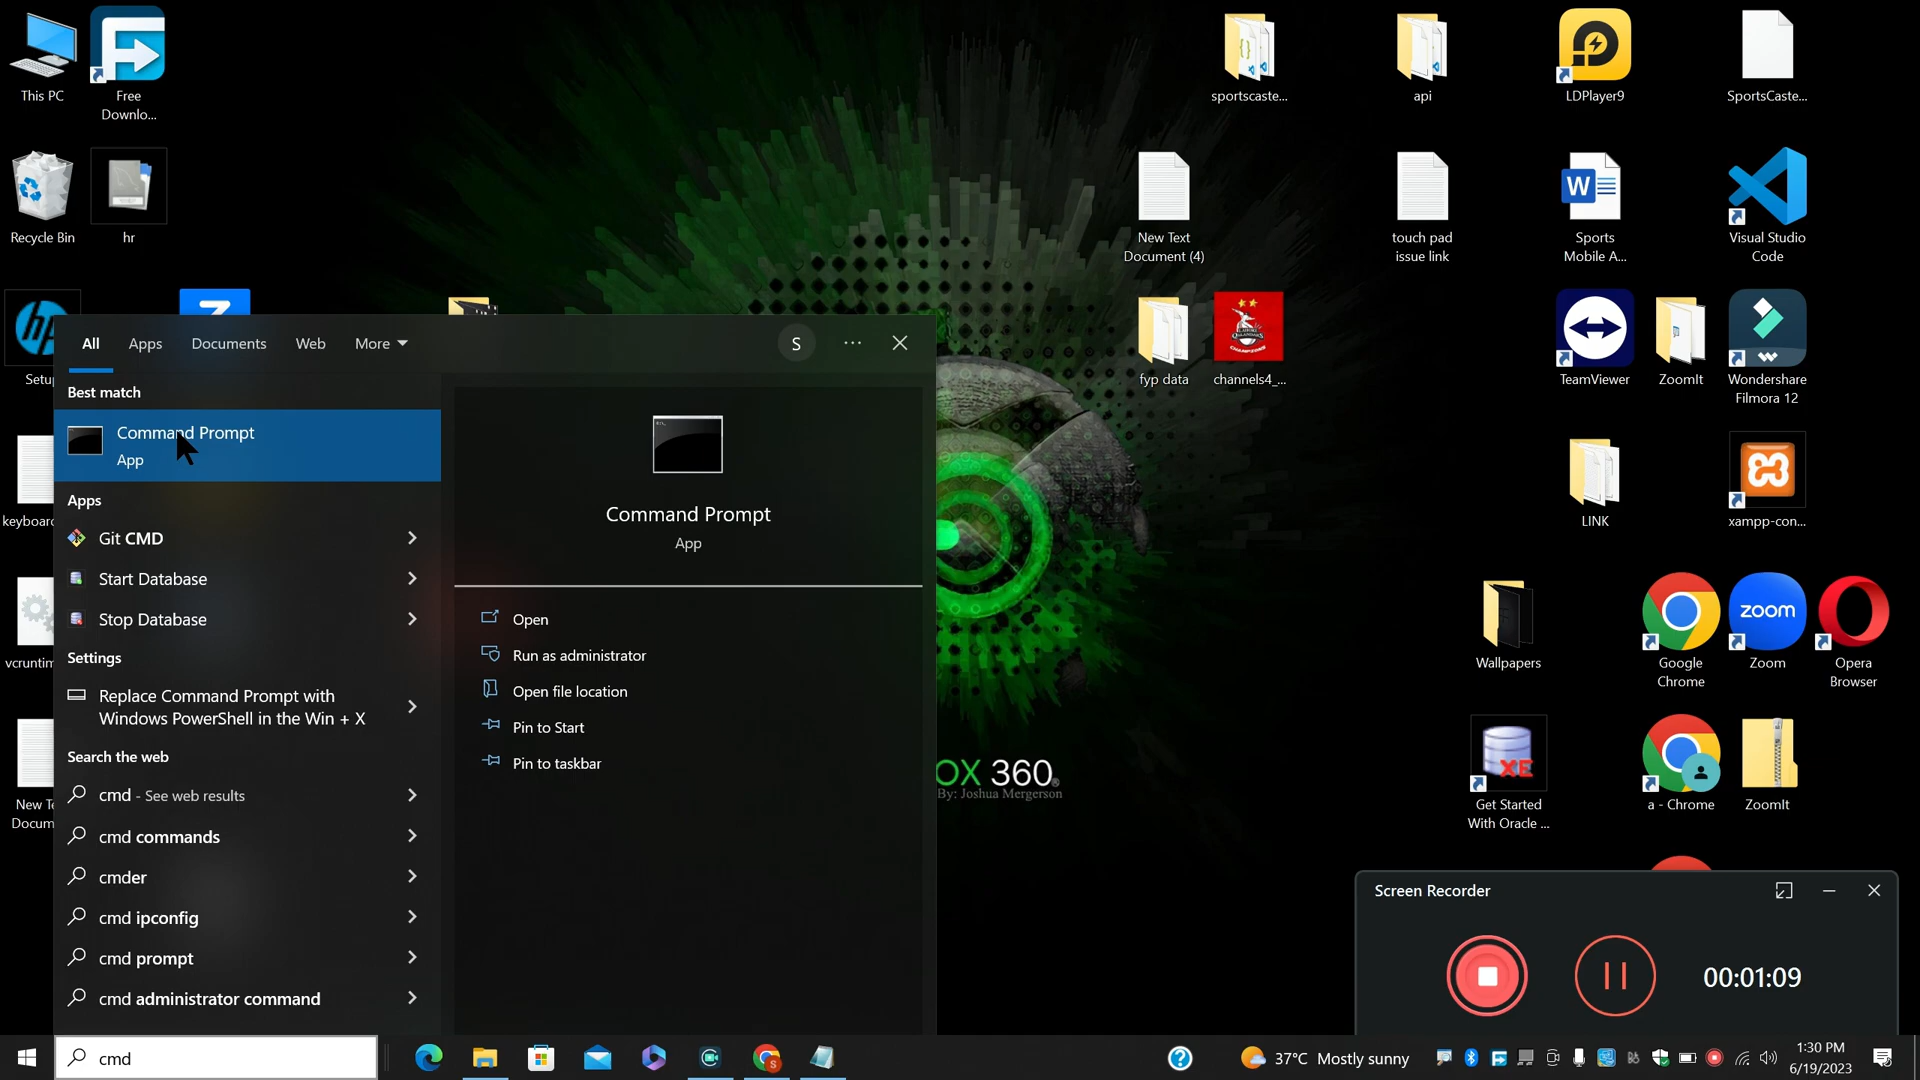 This PC
Free
Downlo...
Recycle Bin
hr
sportscaste...
api
LDPlayer9
SportsCaste...
New Text
Document (4)
touch pad
issue link
W
Sports
Mobile A...
Visual Studio
Code
hp
fyp data
channels4_...
TeamViewer
ZoomIt
Wondershare
Filmora 12
LINK
xampp-con...
Wallpapers
Google
Chrome
zoom
Zoom
Opera
Browser
XE
Get Started
With Oracle ...
a - Chrome
ZoomIt
All
Apps
Documents
Web
More
S
Best match
Command Prompt
App
Apps
Git CMD
Start Database
Stop Database
Settings
Replace Command Prompt with
Windows PowerShell in the Win + X
Search the web
cmd - See web results
cmd commands
cmder
cmd ipconfig
cmd prompt
cmd administrator command
Command Prompt
App
Open
Run as administrator
Open file location
Pin to Start
Pin to taskbar
OX 360
By: Joshua Mergerson
Screen Recorder
00:01:09
cmd
37°C Mostly sunny
1:30 PM
6/19/2023